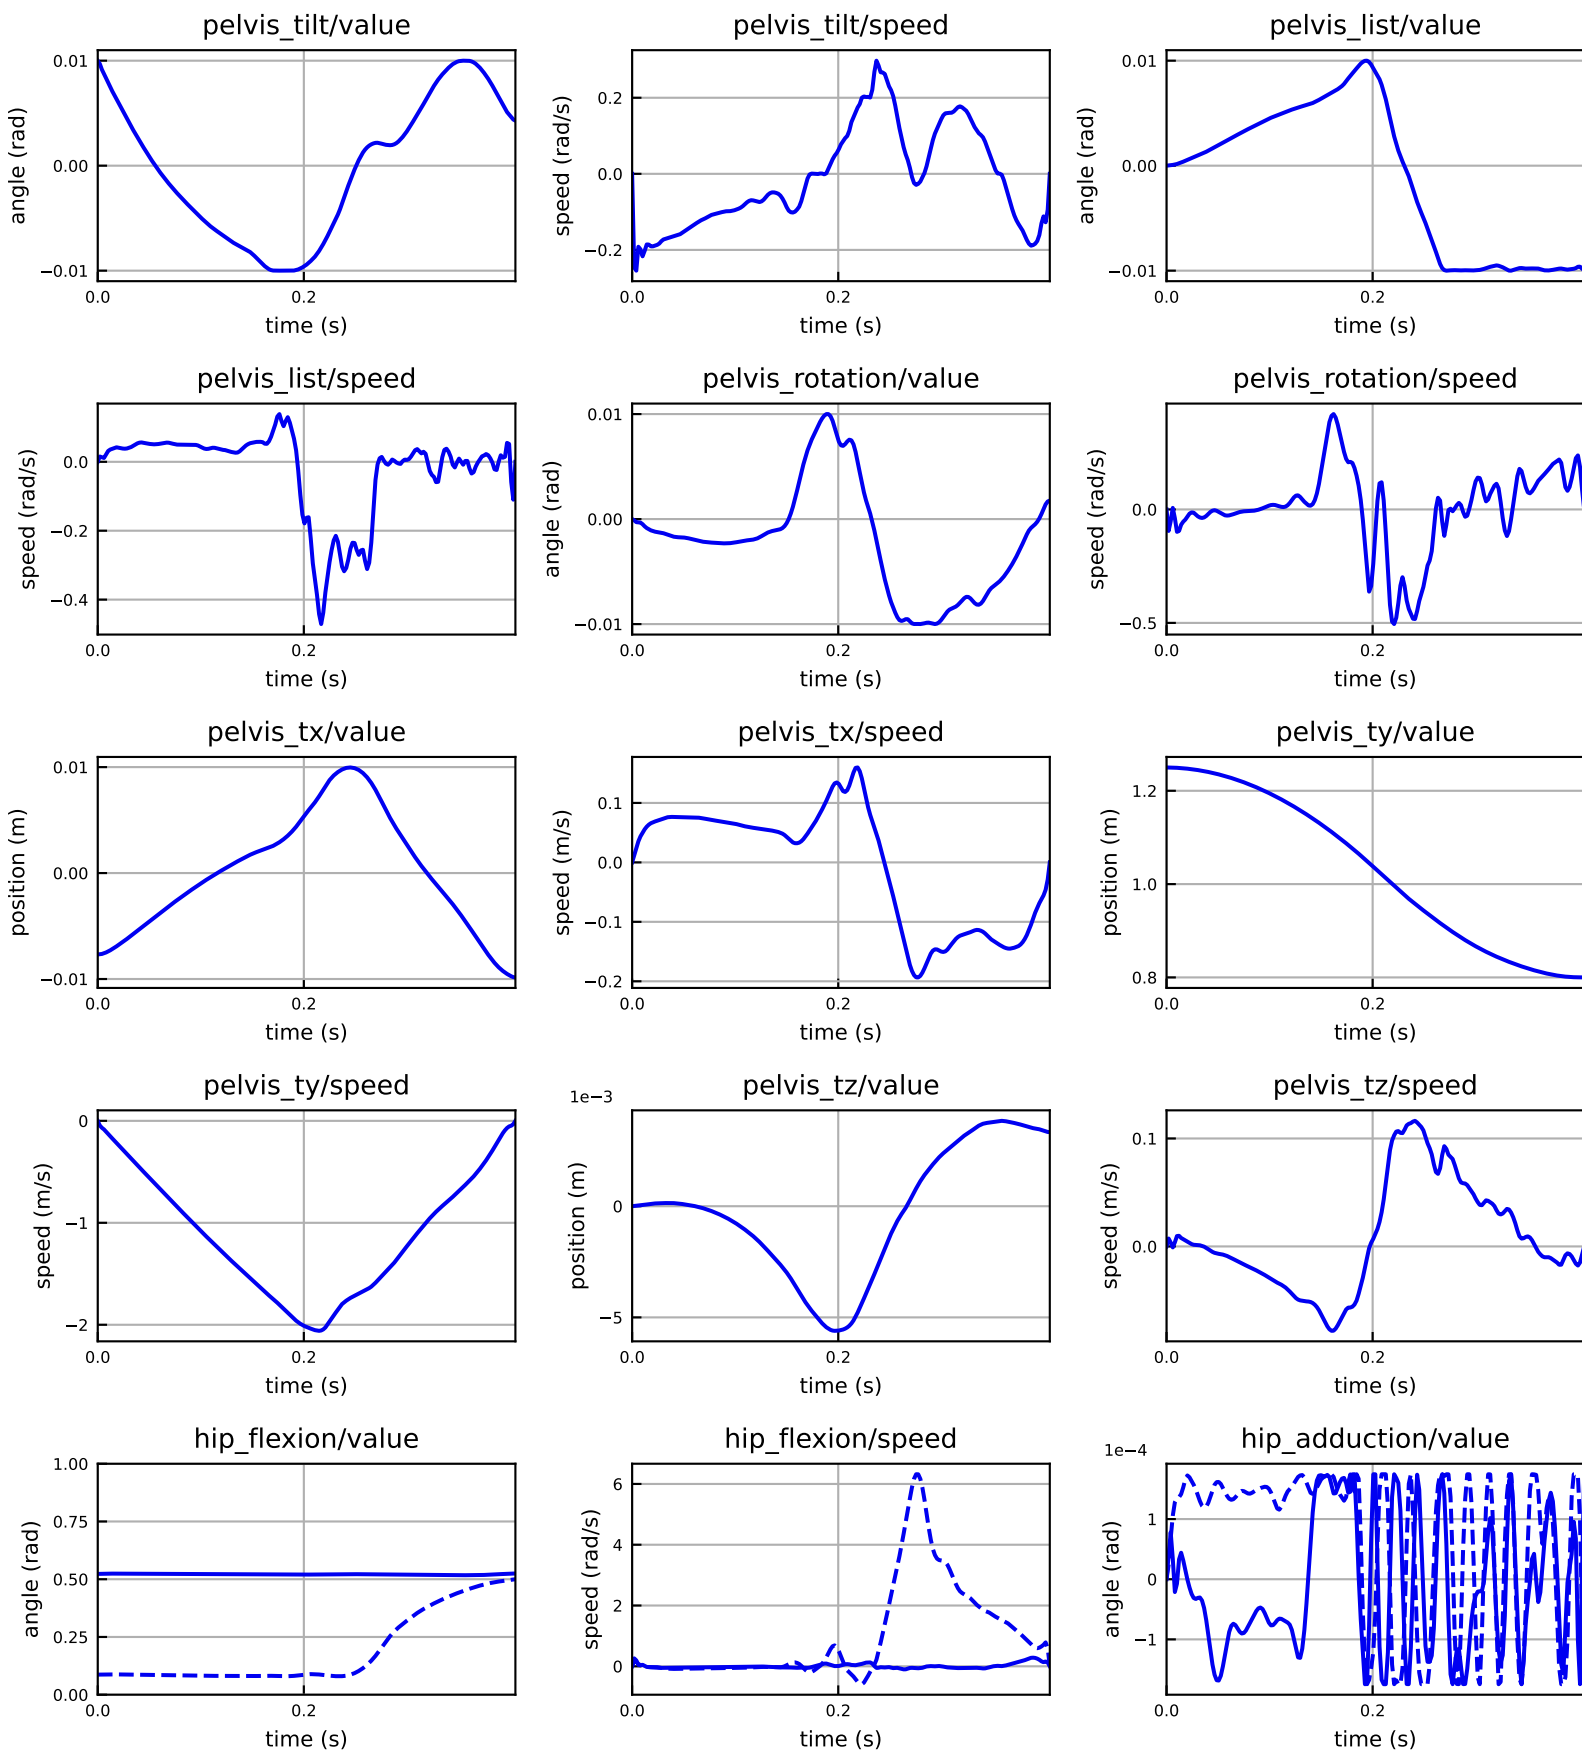 pelvis_tilt/value
pelvis_tilt/speed
pelvis_list/value
angle (rad)
0.01
0.00
−0.01
0.0
0.2
time (s)
speed (rad/s)
0.2
0.0
−0.2
0.0
0.2
time (s)
angle (rad)
0.01
0.00
−0.01
0.0
0.2
time (s)
pelvis_list/speed
pelvis_rotation/value
pelvis_rotation/speed
speed (rad/s)
0.0
−0.2
−0.4
0.0
0.2
time (s)
angle (rad)
0.01
0.00
−0.01
0.0
0.2
time (s)
speed (rad/s)
0.0
−0.5
0.0
0.2
time (s)
pelvis_tx/value
pelvis_tx/speed
pelvis_ty/value
position (m)
0.01
0.00
−0.01
0.0
0.2
time (s)
speed (m/s)
0.1
0.0
−0.1
−0.2
0.0
0.2
time (s)
position (m)
1.2
1.0
0.8
0.0
0.2
time (s)
pelvis_ty/speed
pelvis_tz/value
pelvis_tz/speed
speed (m/s)
0
−1
−2
0.0
0.2
time (s)
1e−3
position (m)
0
−5
0.0
0.2
time (s)
speed (m/s)
0.1
0.0
0.0
0.2
time (s)
hip_flexion/value
hip_flexion/speed
hip_adduction/value
angle (rad)
1.00
0.75
0.50
0.25
0.00
0.0
0.2
time (s)
speed (rad/s)
6
4
2
0
0.0
0.2
time (s)
1e−4
angle (rad)
1
0
−1
0.0
0.2
time (s)